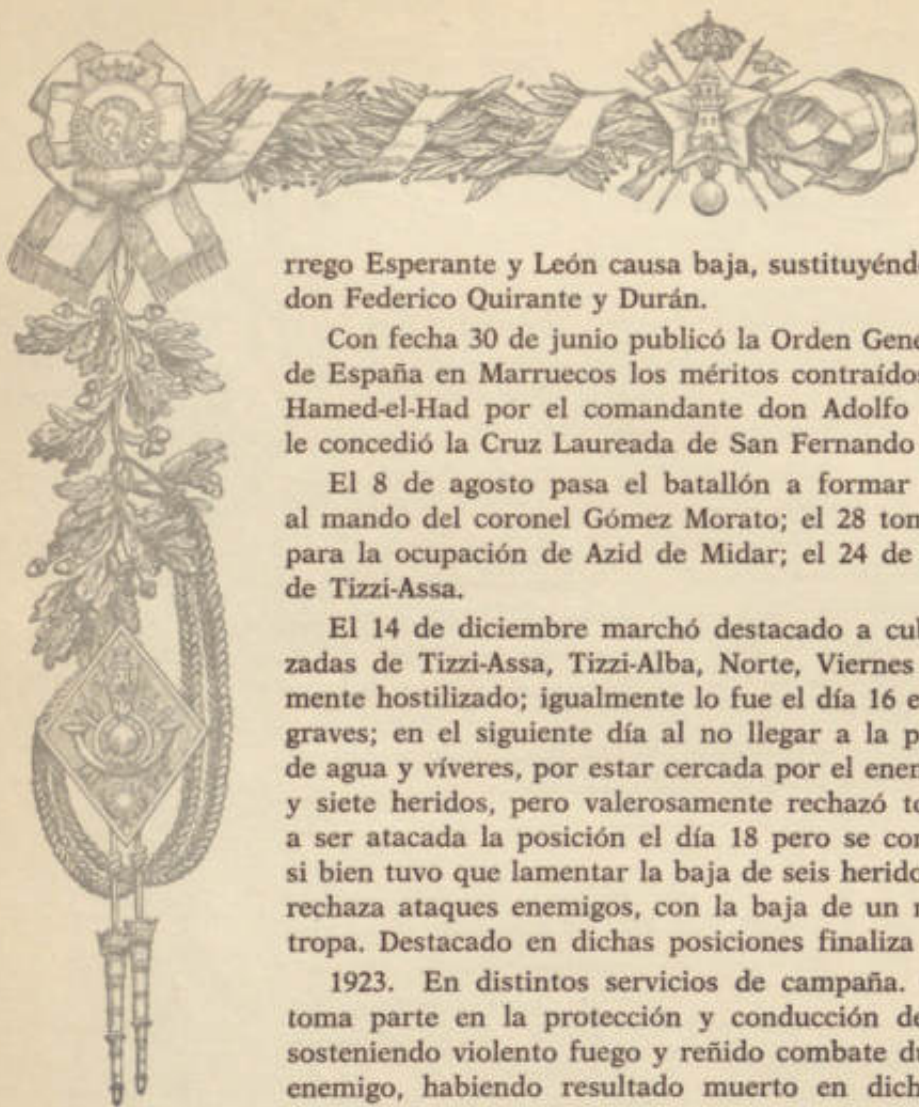 rrego Esperante y León causa baja, sustituyénd
don Federico Quirante y Durán.
Con fecha 30 de junio publicó la Orden Gene
de España en Marruecos los méritos contraídos
Hamed-el-Had por el comandante don Adolfo
le concedió la Cruz Laureada de San Fernando
El 8 de agosto pasa el batallón a formar
al mando del coronel Gómez Morato; el 28 ton
para la ocupación de Azid de Midar; el 24 de
de Tizzi-Assa.
El 14 de diciembre marchó destacado a cul
zadas de Tizzi-Assa, Tizzi-Alba, Norte, Viernes
mente hostilizado; igualmente lo fue el día 16 e
graves; en el siguiente día al no llegar a la p
de agua y víveres, por estar cercada por el ener
y siete heridos, pero valerosamente rechazó to
a ser atacada la posición el día 18 pero se con
si bien tuvo que lamentar la baja de seis herido
rechaza ataques enemigos, con la baja de un n
tropa. Destacado en dichas posiciones finaliza
1923. En distintos servicios de campaña.
toma parte en la protección y conducción de
sosteniendo violento fuego y reñido combate d
enemigo, habiendo resultado muerto en dich